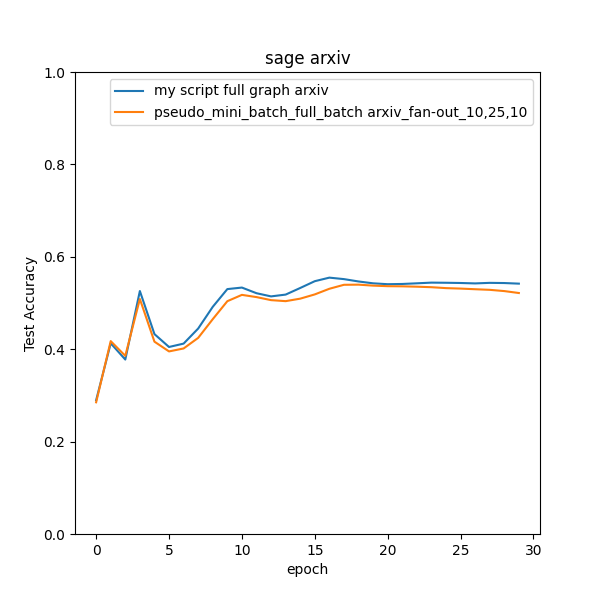 sage arxiv
my script full graph arxiv
pseudo_mini_batch_full_batch arxiv_fan-out_10,25,10
1.0
0.8
0.6
0.4
0.2
0.0
Test Accuracy
0 5 10 15 20 25 30
epoch